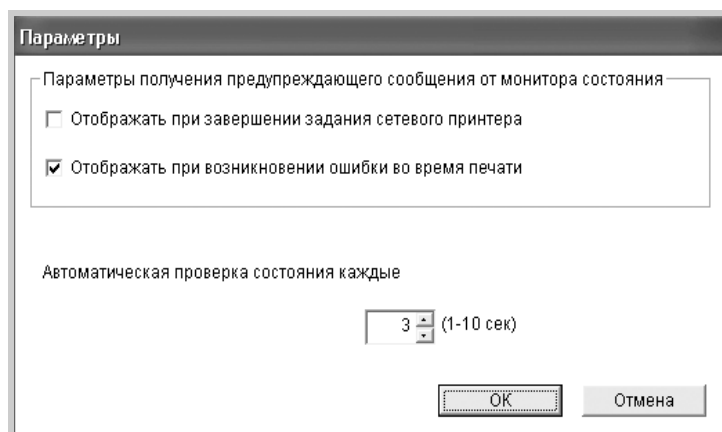 Параметры
Параметры получения предупреждающего сообщения от монитора состояния
Отображать при завершении задания сетевого принтера
Отображать при возникновении ошибки во время печати
Автоматическая проверка состояния каждые
3 (1-10 сек)
OK Отмена